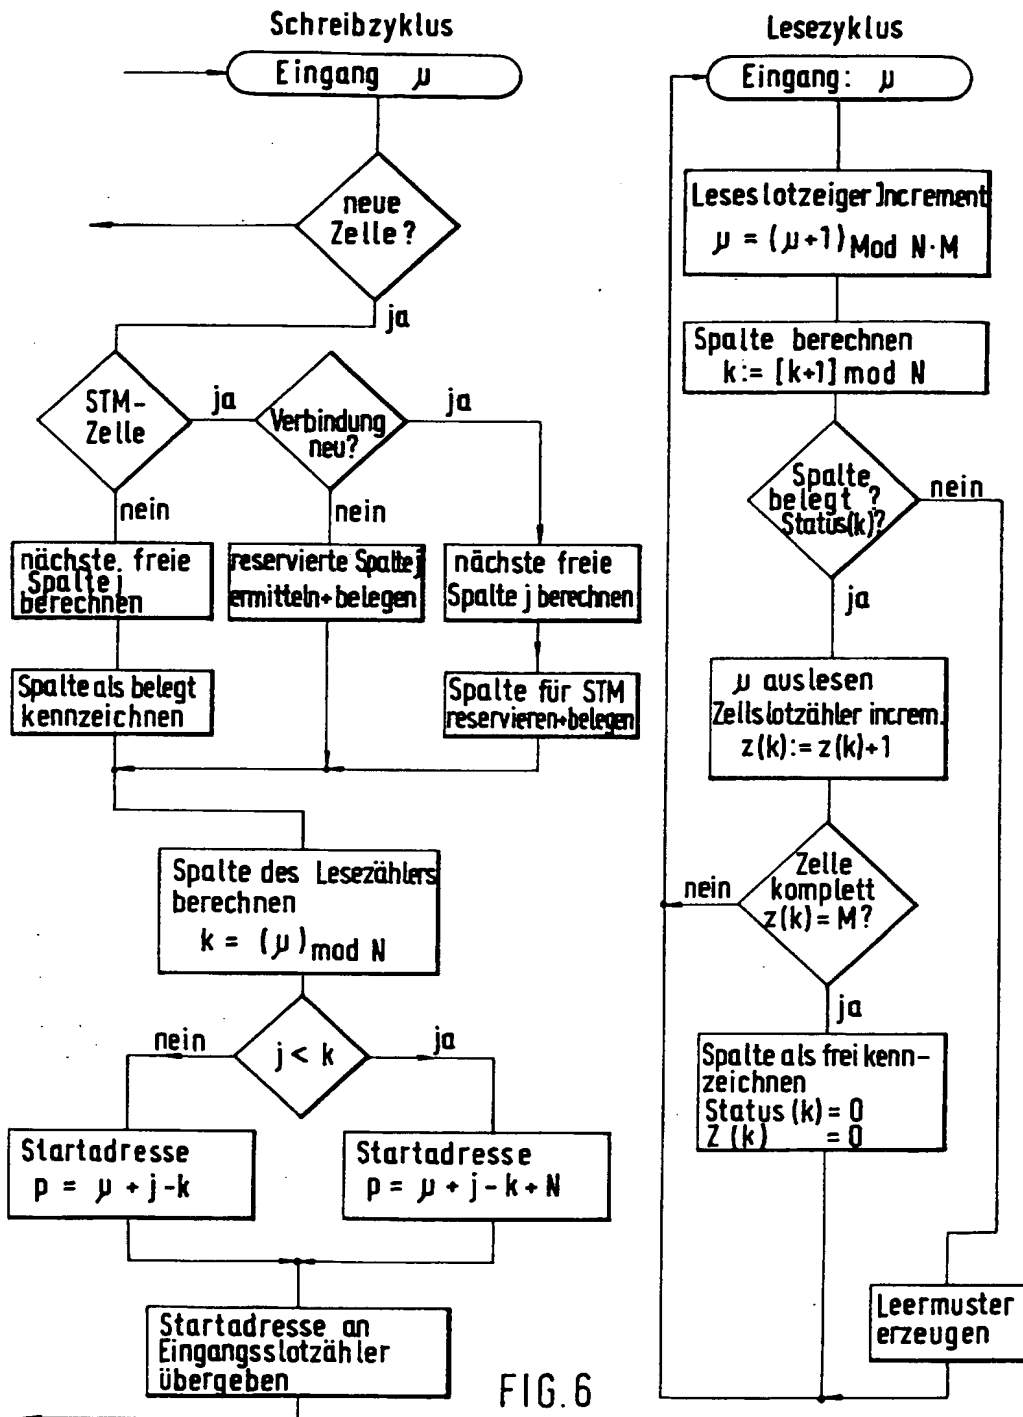 Schreibzyklus
Eingang μ
neue
Zelle?
ja
STM-
Zelle
ja
Verbindung
neu?
ja
nein
nein
nächste freie
Spalte j
berechnen
reservierte Spalte j
ermitteln+belegen
nächste freie
Spalte j berechnen
Spalte als belegt
kennzeichnen
Spalte für STM
reservieren+belegen
Spalte des Lesezählers
berechnen
k = (μ) mod N
nein
j < k
ja
Startadresse
p = μ + j-k
Startadresse
p = μ + j-k+N
Startadresse an
Eingangsslotzähler
übergeben
Lesezyklus
Eingang: μ
Leseslotzeiger Increment
μ = (μ+1) Mod N·M
Spalte berechnen
k := [k+1] mod N
Spalte
belegt ?
Status(k)?
nein
ja
μ auslesen
Zellslotzähler increm.
z(k):= z(k)+1
Zelle
komplett
z(k)= M?
nein
ja
Spalte als frei kenn-
zeichnen
Status (k) = 0
Z (k) = 0
Leermuster
erzeugen
FIG.6